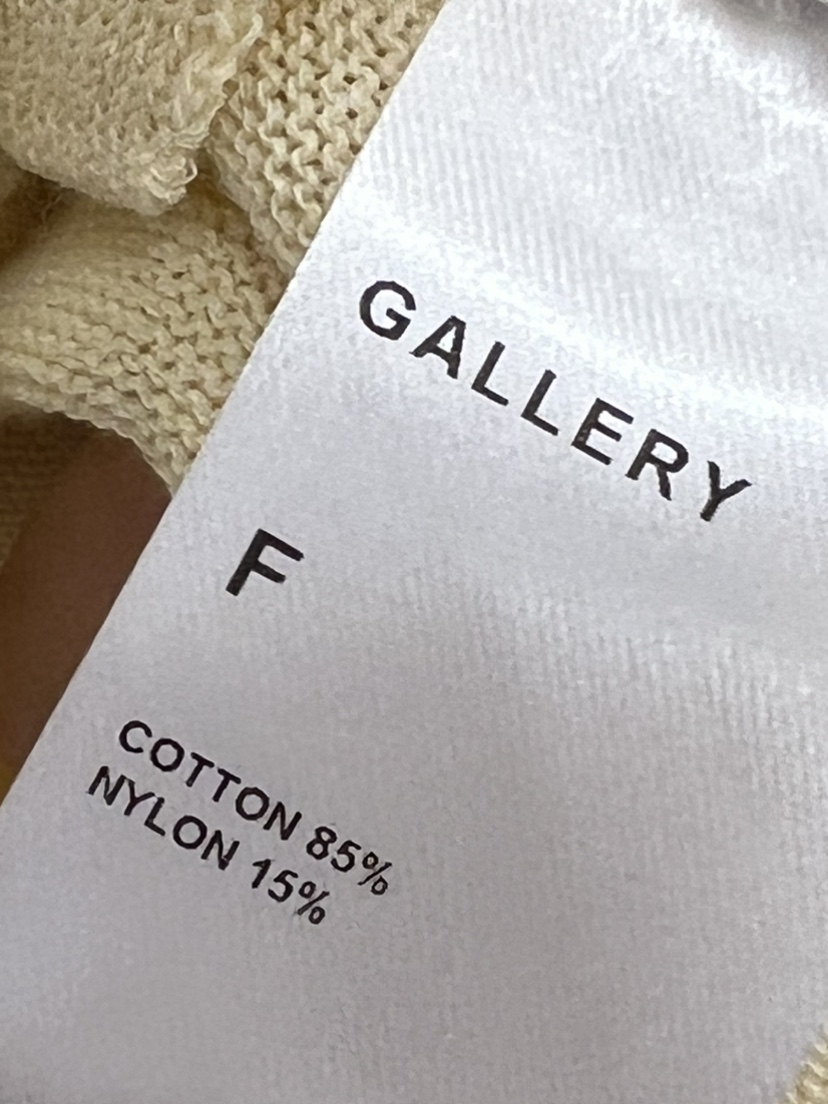 GALLERY
F
COTTON 85%
NYLON 15%